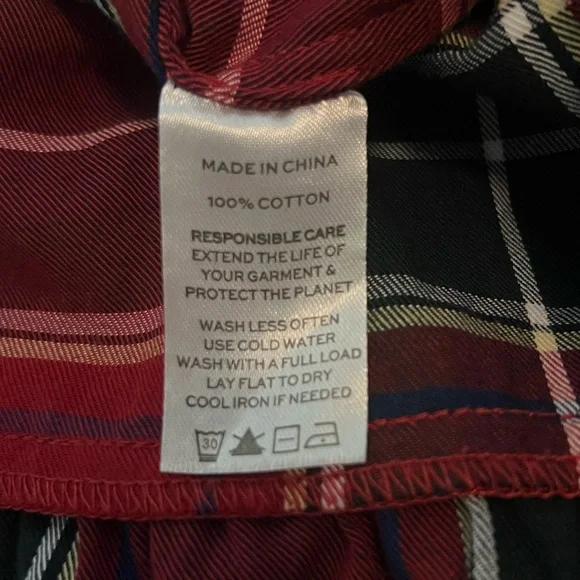 MADE IN CHINA
100% COTTON
RESPONSIBLE CARE
EXTEND THE LIFE OF
YOUR GARMENT &
PROTECT THE PLANET
WASH LESS OFTEN
USE COLD WATER
WASH WITH A FULL LOAD
LAY FLAT TO DRY
COOL IRON IF NEEDED
30